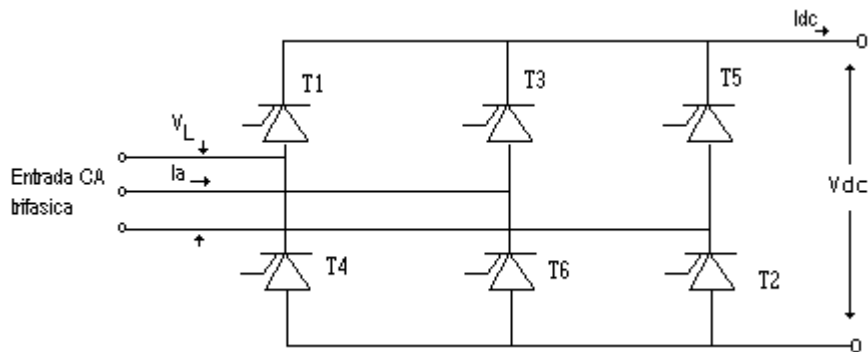 Idc
T1
T3
T5
VL
Ia
Entrada CA
trifasica
Vdc
T4
T6
T2